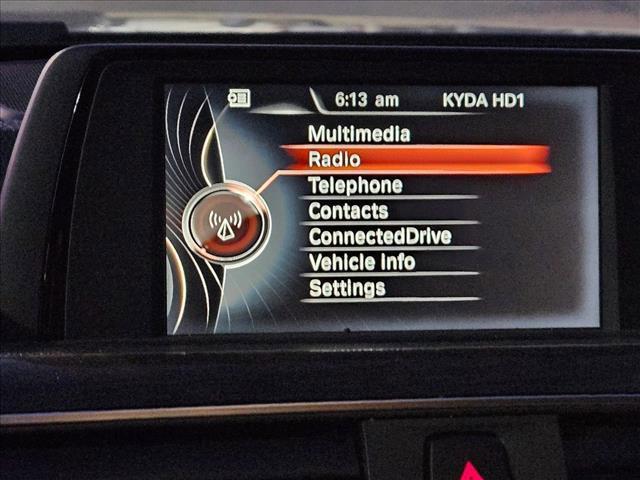 6:13 am KYDA HD1
Multimedia
Radio
Telephone
Contacts
ConnectedDrive
Vehicle info
Settings